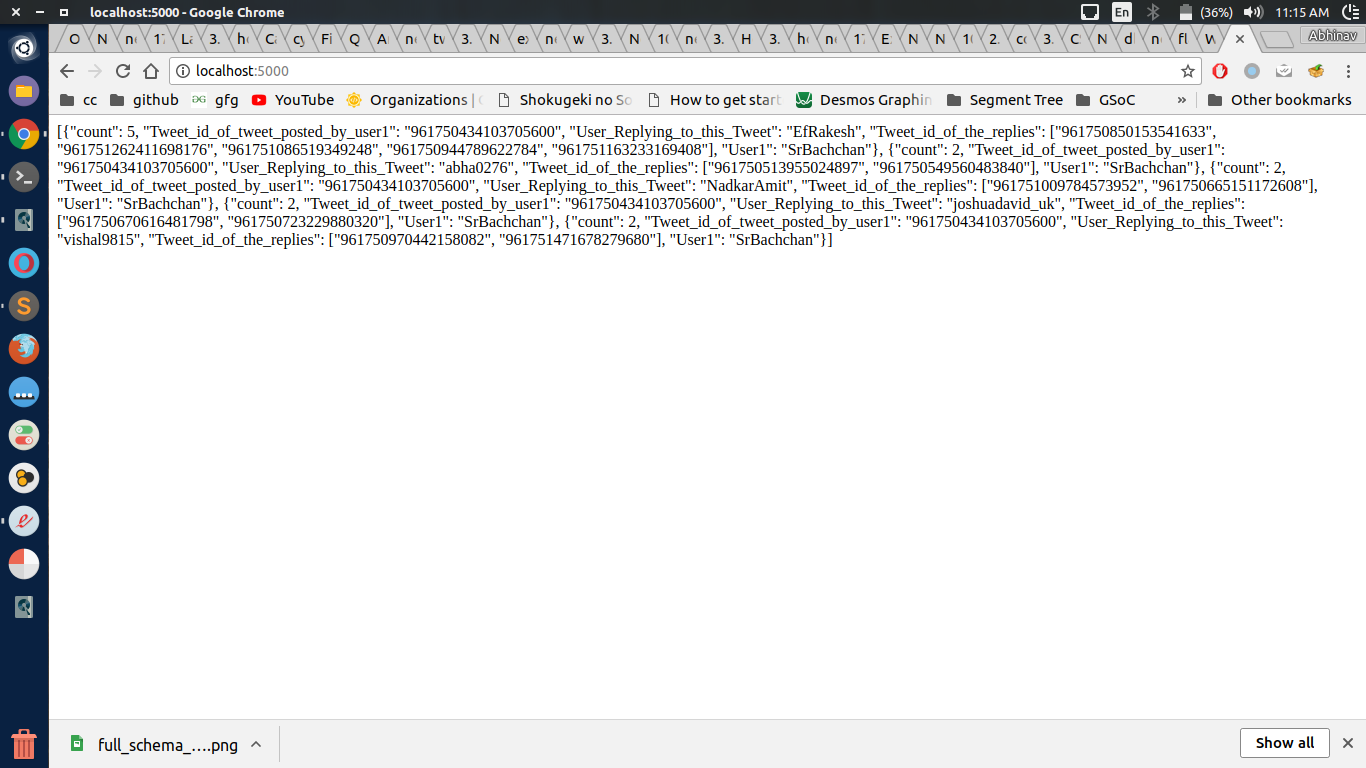 localhost:5000 - Google Chrome
En
(36%)
11:15 AM
O N n 17 La 3. h Ca cy Fi Q A n tv 3. N e n w 3. N 10 n 3. H 3. h n 17 E N N 10 2. c 3. C N d n fl W
Abhinav
localhost:5000
cc github gfg YouTube Organizations | Shokugeki no So How to get start Desmos Graphin Segment Tree GSoC » Other bookmarks
[{"count": 5, "Tweet_id_of_tweet_posted_by_user1": "961750434103705600", "User_Replying_to_this_Tweet": "EfRakesh", "Tweet_id_of_the_replies": ["961750850153541633",
"961751262411698176", "961751086519349248", "961750944789622784", "961751163233169408"], "User1": "SrBachchan"}, {"count": 2, "Tweet_id_of_tweet_posted_by_user1":
"961750434103705600", "User_Replying_to_this_Tweet": "abha0276", "Tweet_id_of_the_replies": ["961750513955024897", "961750549560483840"], "User1": "SrBachchan"}, {"count": 2,
"Tweet_id_of_tweet_posted_by_user1": "961750434103705600", "User_Replying_to_this_Tweet": "NadkarAmit", "Tweet_id_of_the_replies": ["961751009784573952", "961750665151172608"],
"User1": "SrBachchan"}, {"count": 2, "Tweet_id_of_tweet_posted_by_user1": "961750434103705600", "User_Replying_to_this_Tweet": "joshuadavid_uk", "Tweet_id_of_the_replies":
["961750670616481798", "961750723229880320"], "User1": "SrBachchan"}, {"count": 2, "Tweet_id_of_tweet_posted_by_user1": "961750434103705600", "User_Replying_to_this_Tweet":
"vishal9815", "Tweet_id_of_the_replies": ["961750970442158082", "961751471678279680"], "User1": "SrBachchan"}]
full_schema_....png
Show all